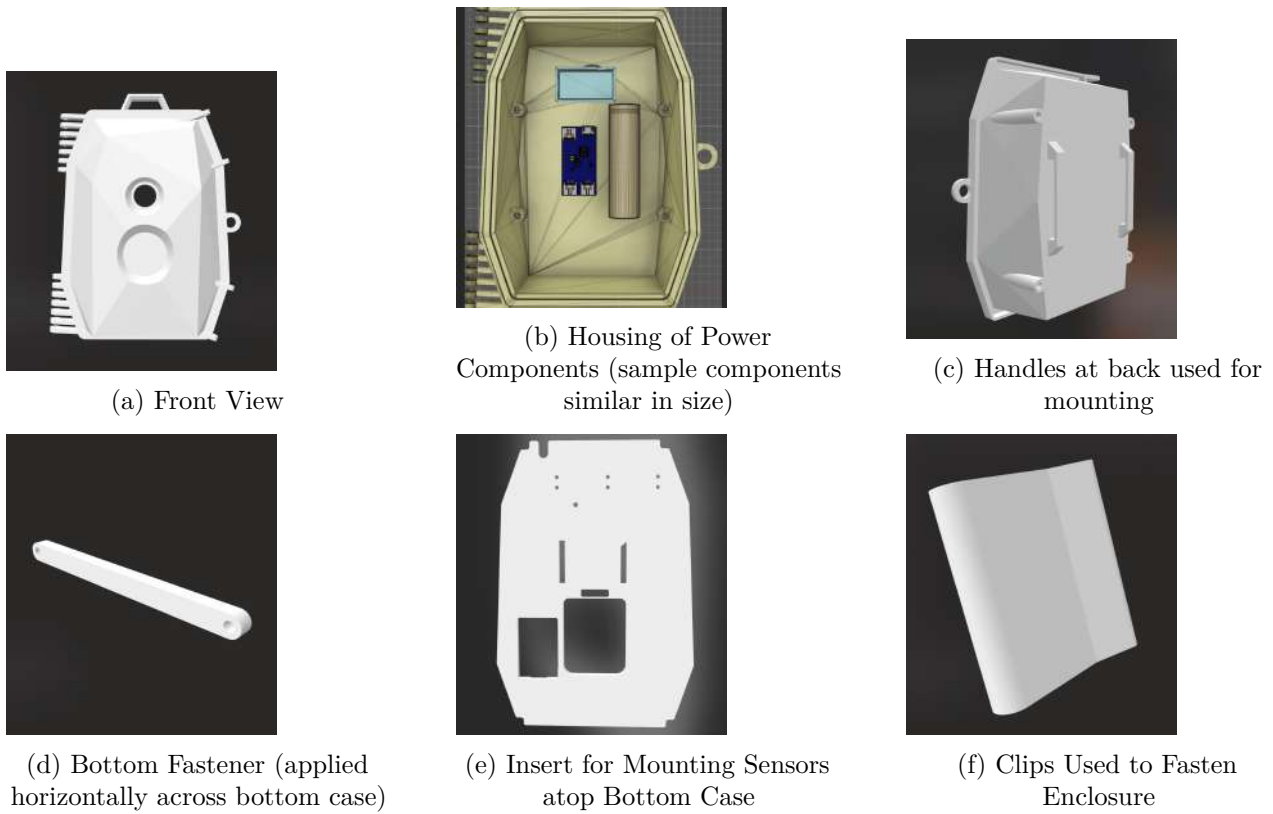 (a) Front View
(b) Housing of Power
Components (sample components
similar in size)
(c) Handles at back used for
mounting
(d) Bottom Fastener (applied
horizontally across bottom case)
(e) Insert for Mounting Sensors
atop Bottom Case
(f) Clips Used to Fasten
Enclosure